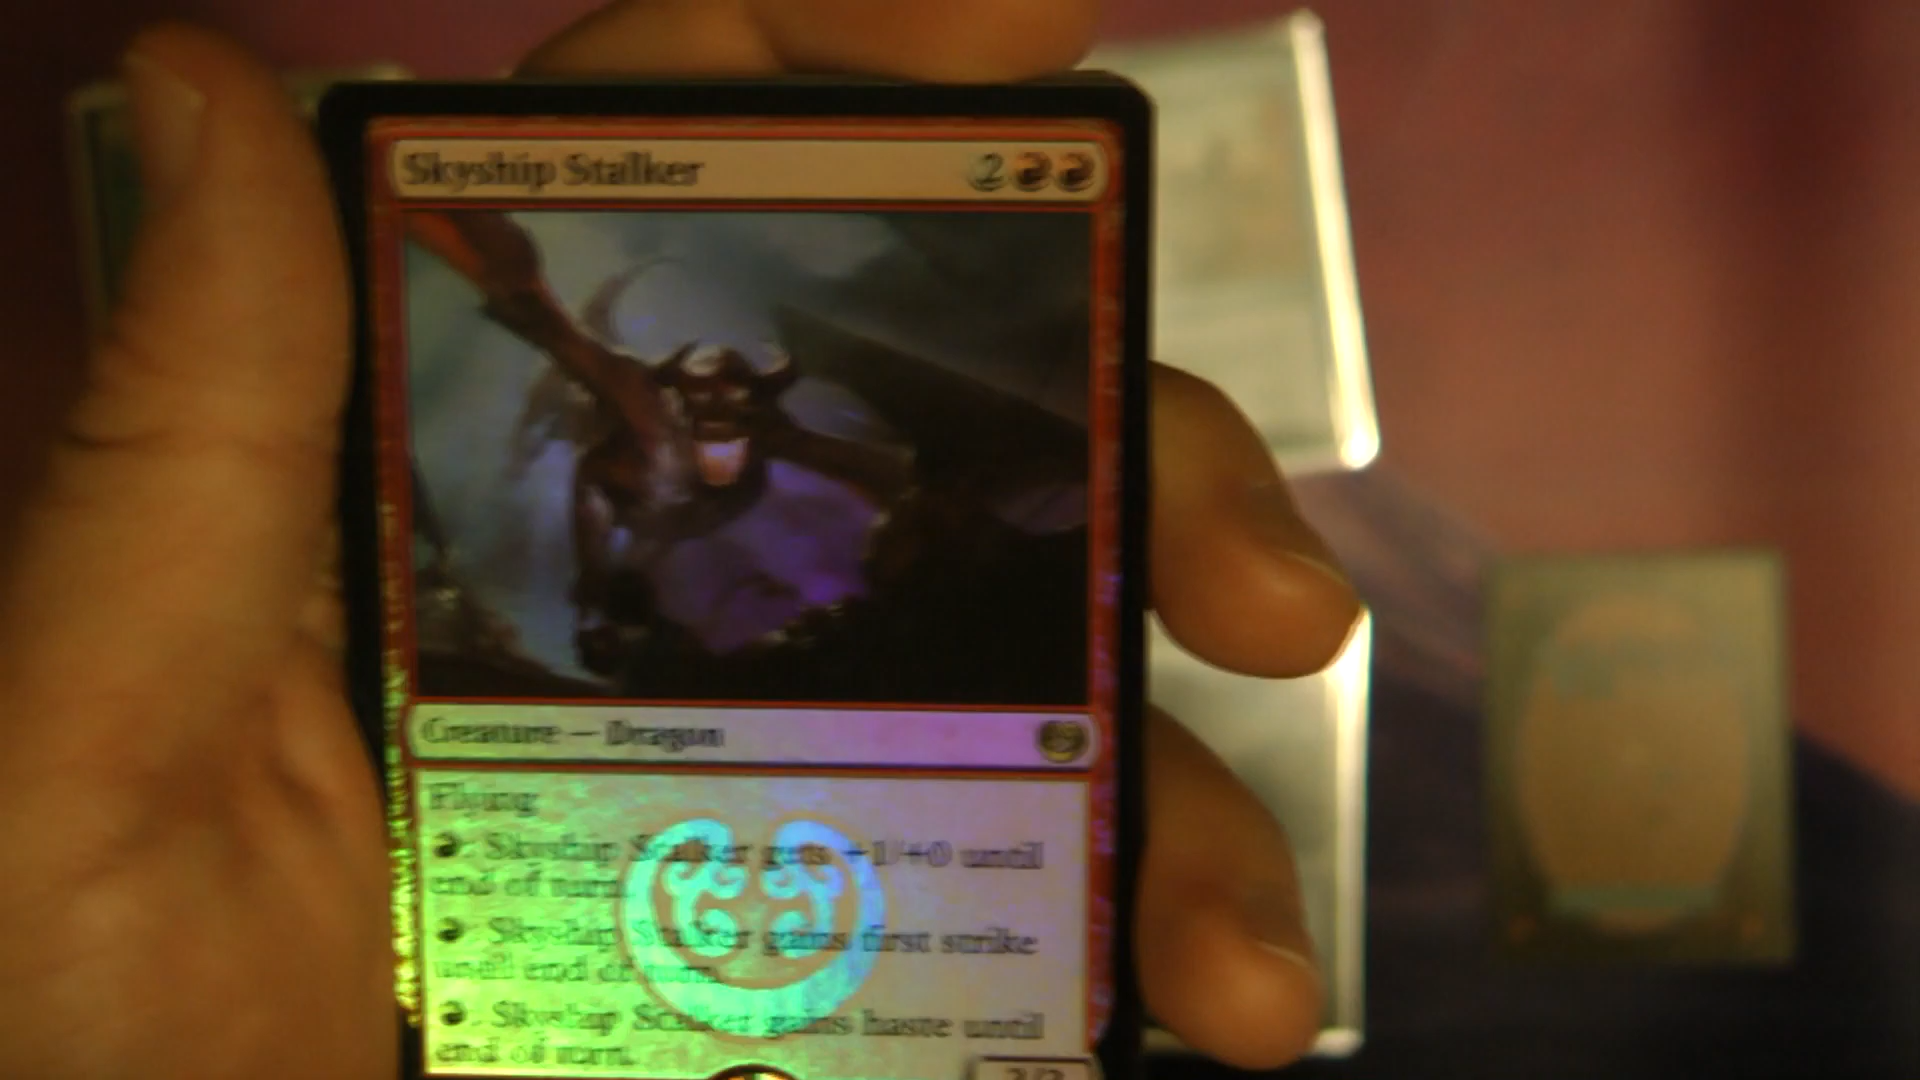 Skyship Stalker 2
Creature — Dragon
Flying
: Skyship Stalker gets +1/+0 until
end of turn.
: Skyship Stalker gains first strike
until end of turn.
: Skyship Stalker gains haste until
end of turn.